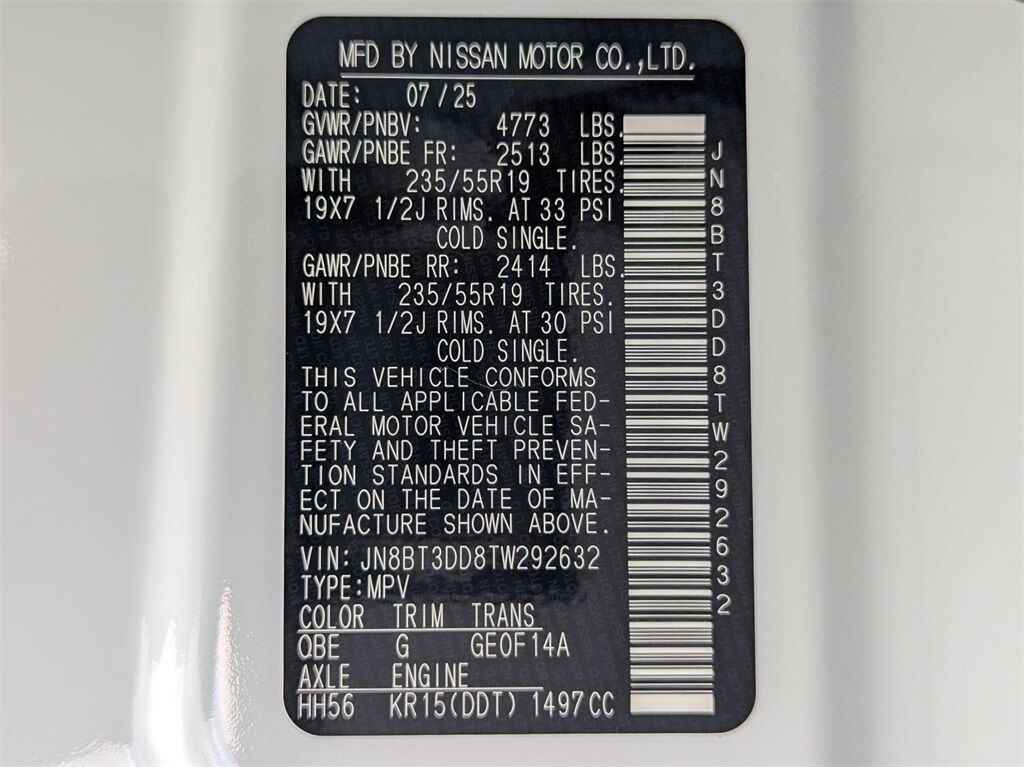 MFD BY NISSAN MOTOR CO.,LTD.
DATE: 07/25
GVWR/PNBV: 4773 LBS.
GAWR/PNBE FR: 2513 LBS.
WITH 235/55R19 TIRES.
19X7 1/2J RIMS. AT 33 PSI
COLD SINGLE.
GAWR/PNBE RR: 2414 LBS.
WITH 235/55R19 TIRES.
19X7 1/2J RIMS. AT 30 PSI
COLD SINGLE.
THIS VEHICLE CONFORMS
TO ALL APPLICABLE FED-
ERAL MOTOR VEHICLE SA-
FETY AND THEFT PREVEN-
TION STANDARDS IN EFF-
ECT ON THE DATE OF MA-
NUFACTURE SHOWN ABOVE.
VIN: JN8BT3DD8TW292632
TYPE:MPV
COLOR TRIM TRANS
QBE G GE0F14A
AXLE ENGINE
HH56 KR15(DDT) 1497CC
JN8BT3DD8TW292632